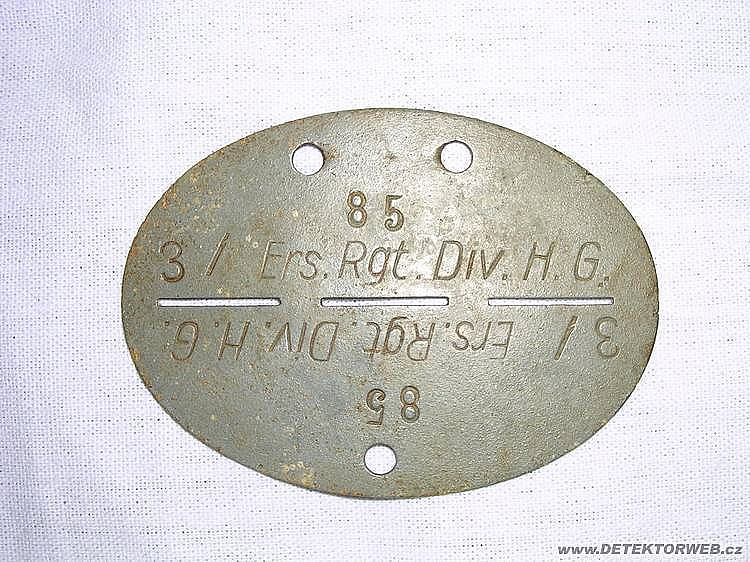 85
3 / Ers. Rgt. Div. H. G.
3 / Ers. Rgt. Div. H. G.
85
www.DETEKTORWEB.cz